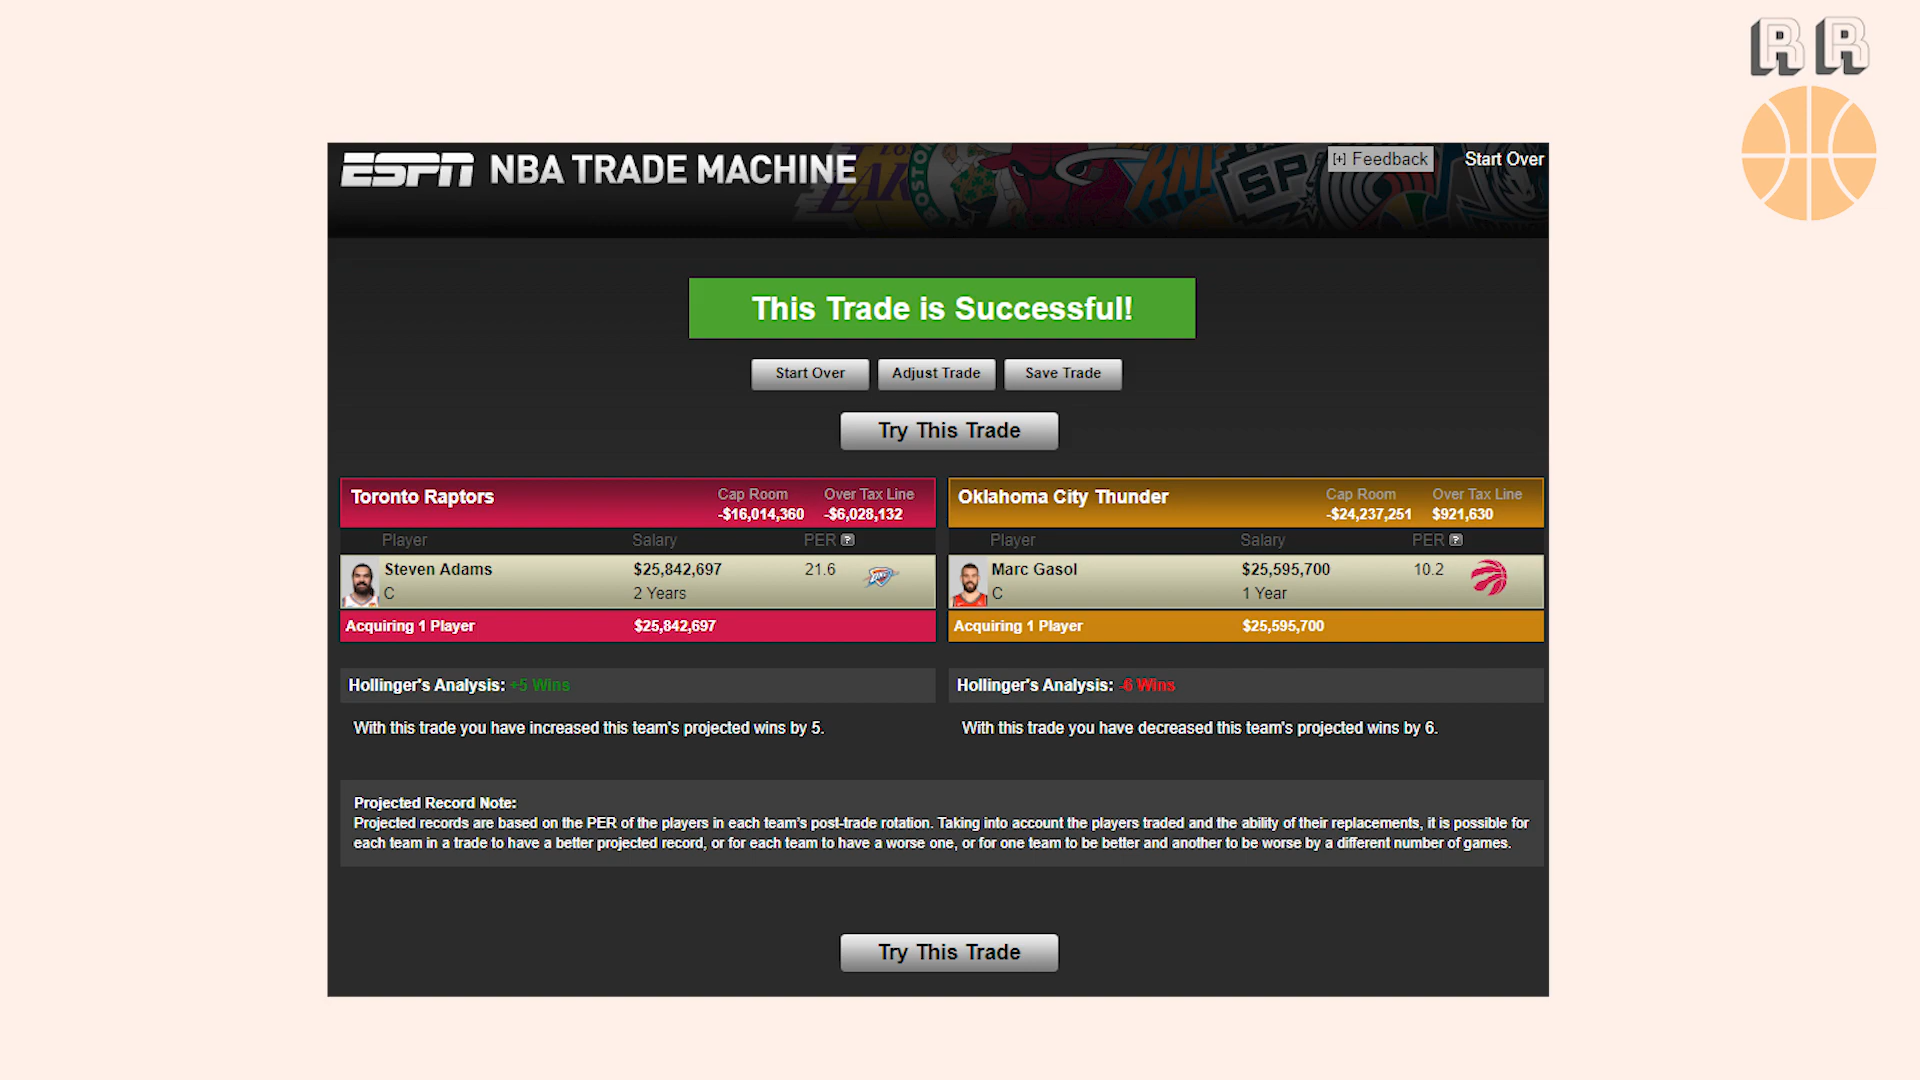 R R
ESPN NBA TRADE MACHINE
[+] Feedback
Start Over
This Trade is Successful!
Start Over
Adjust Trade
Save Trade
Try This Trade
Toronto Raptors
Cap Room
Over Tax Line
-$16,014,360
-$6,028,132
Player Salary PER ?
Steven Adams $25,842,697 21.6
C 2 Years
Acquiring 1 Player $25,842,697
Hollinger's Analysis: +5 Wins
With this trade you have increased this team's projected wins by 5.
Oklahoma City Thunder
Cap Room
Over Tax Line
-$24,237,251
$921,630
Player Salary PER ?
Marc Gasol $25,595,700 10.2
C 1 Year
Acquiring 1 Player $25,595,700
Hollinger's Analysis: -6 Wins
With this trade you have decreased this team's projected wins by 6.
Projected Record Note:
Projected records are based on the PER of the players in each team's post-trade rotation. Taking into account the players traded and the ability of their replacements, it is possible for
each team in a trade to have a better projected record, or for each team to have a worse one, or for one team to be better and another to be worse by a different number of games.
Try This Trade